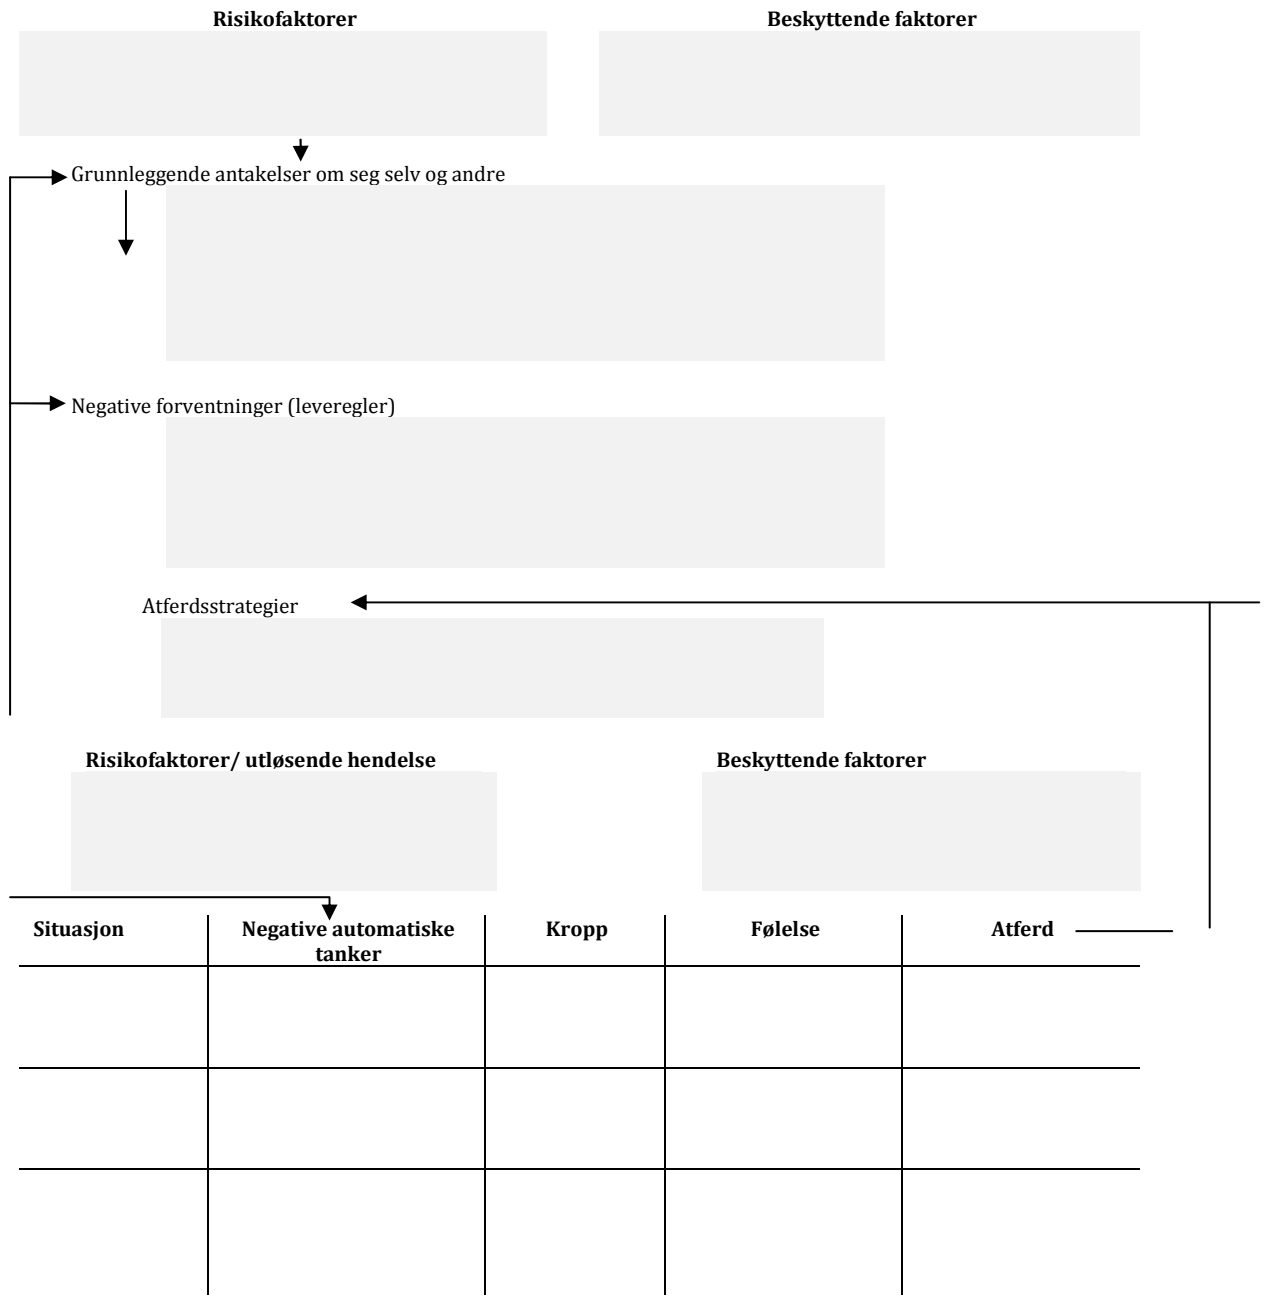 Risikofaktorer
Beskyttende faktorer
Grunnleggende antakelser om seg selv og andre
Negative forventninger (leveregler)
Atferdsstrategier
Risikofaktorer/ utløsende hendelse
Beskyttende faktorer
Situasjon
Negative automatiske
tanker
Kropp
Følelse
Atferd